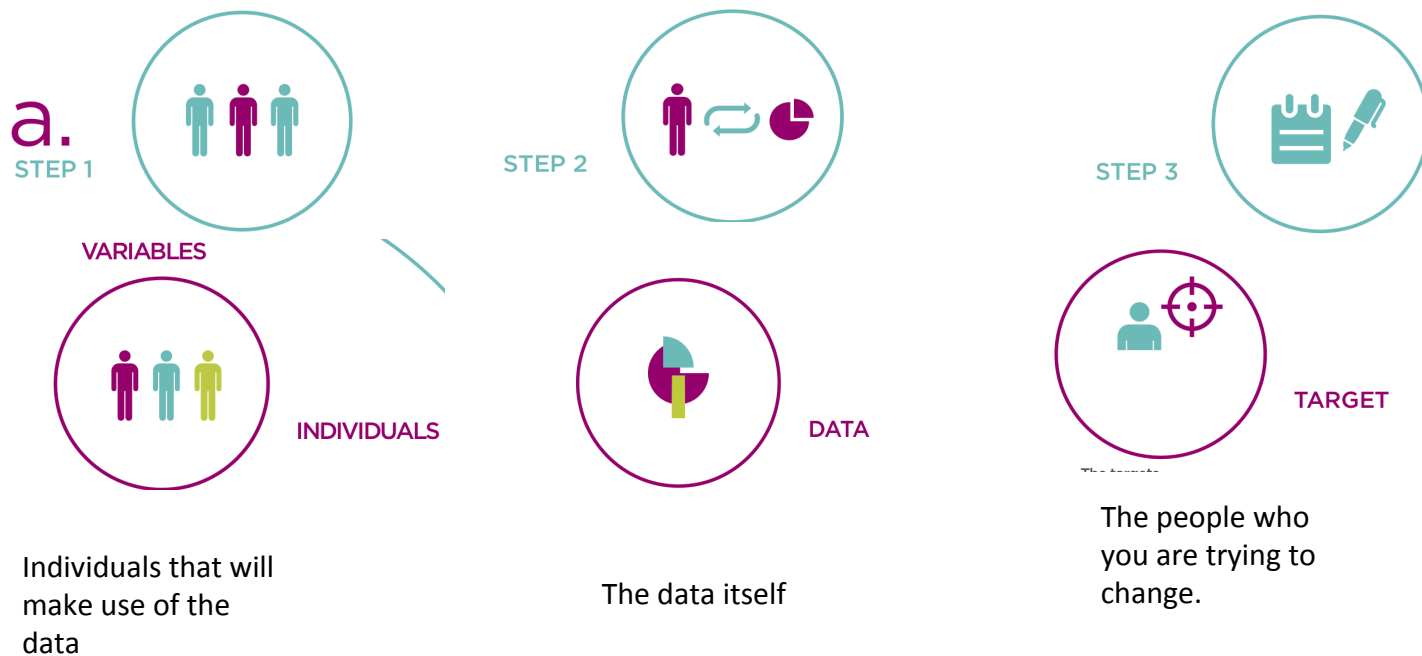 a.
STEP 1
STEP 2
STEP 3
VARIABLES
INDIVIDUALS
DATA
TARGET
Individuals that will
make use of the
data
The data itself
The people who
you are trying to
change.